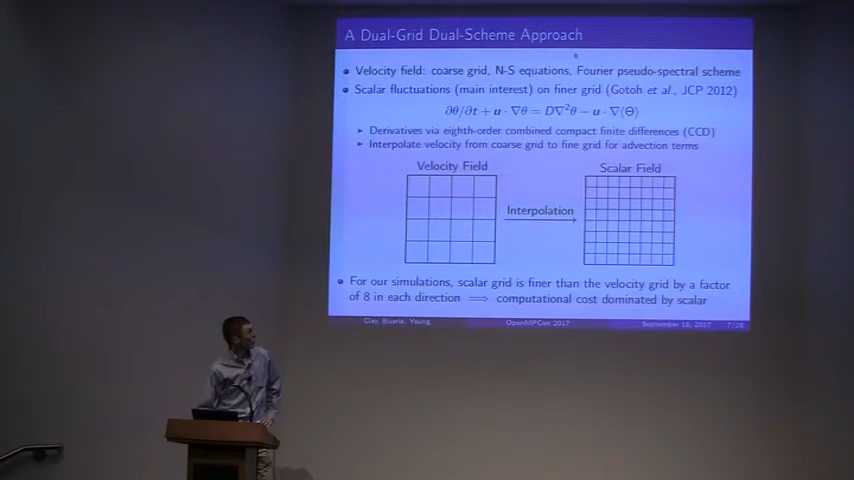 A Dual-Grid Dual-Scheme Approach
Velocity field: coarse grid, N-S equations, Fourier pseudo-spectral scheme
Scalar fluctuations (main interest) on finer grid (Gotoh et al., JCP 2012)
∂θ/∂t + u · ∇θ = D∇²θ − u · ∇⟨Θ⟩
Derivatives via eighth-order combined compact finite differences (CCD)
Interpolate velocity from coarse grid to fine grid for advection terms
Velocity Field
Scalar Field
Interpolation
For our simulations, scalar grid is finer than the velocity grid by a factor
of 8 in each direction ⟹ computational cost dominated by scalar
Clay, Buaria, Yeung
OpenMPCon 2017
September 18, 2017
7/28